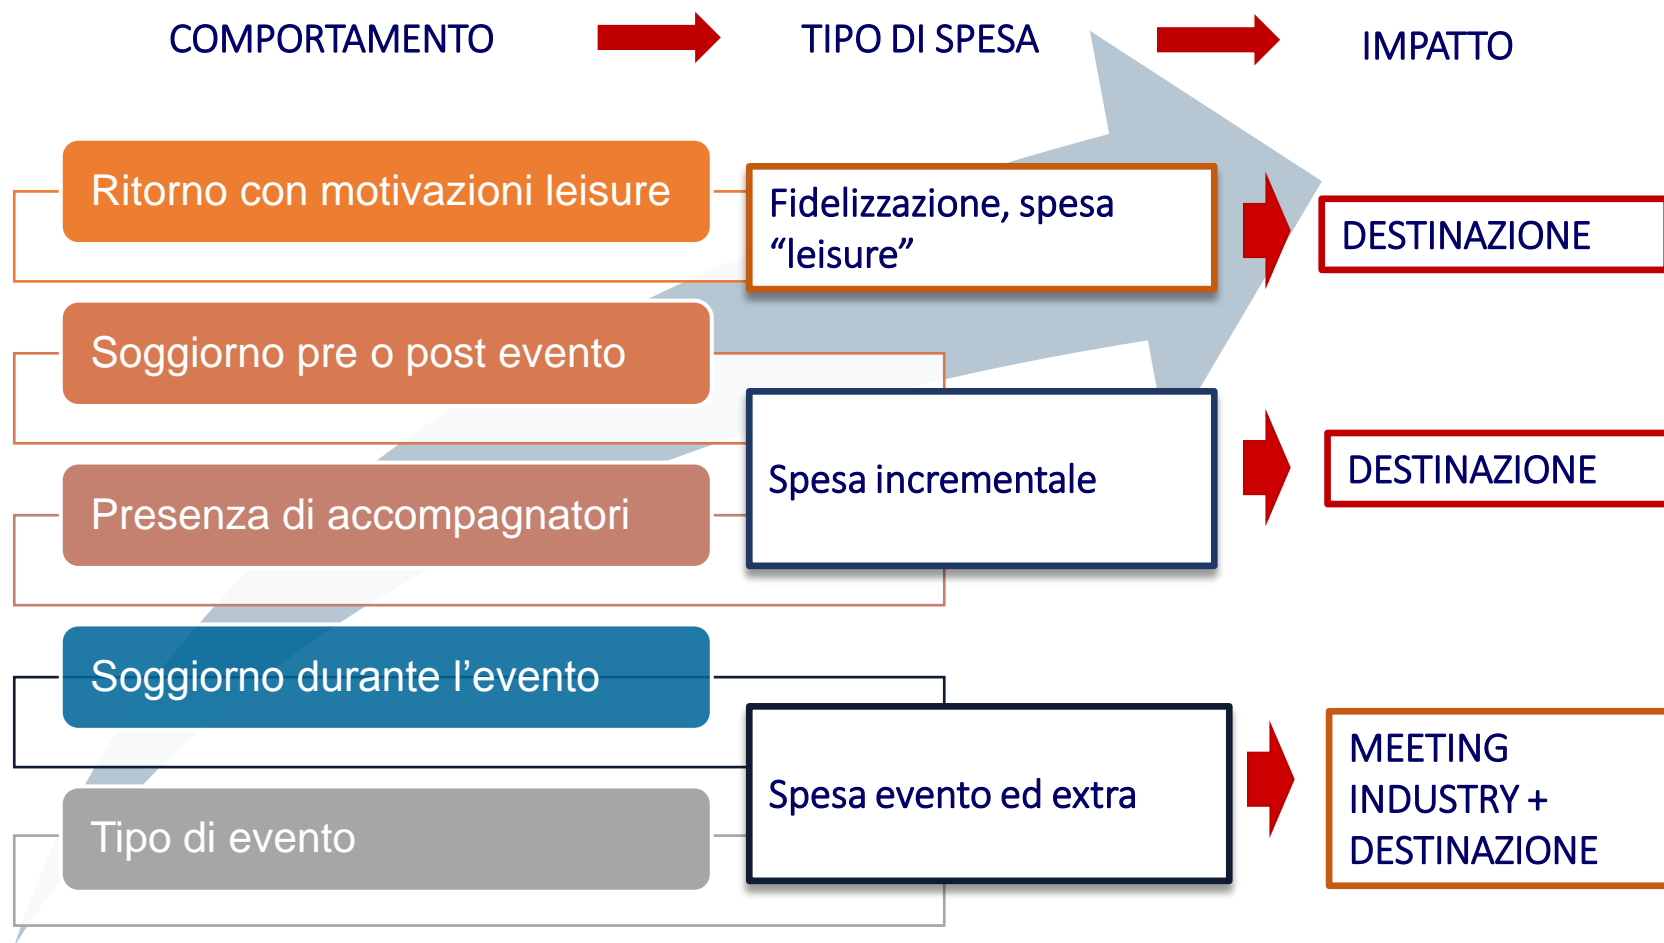 COMPORTAMENTO
TIPO DI SPESA
IMPATTO
Ritorno con motivazioni leisure
Fidelizzazione, spesa
“leisure”
DESTINAZIONE
Soggiorno pre o post evento
Presenza di accompagnatori
Spesa incrementale
DESTINAZIONE
Soggiorno durante l’evento
Tipo di evento
Spesa evento ed extra
MEETING
INDUSTRY +
DESTINAZIONE